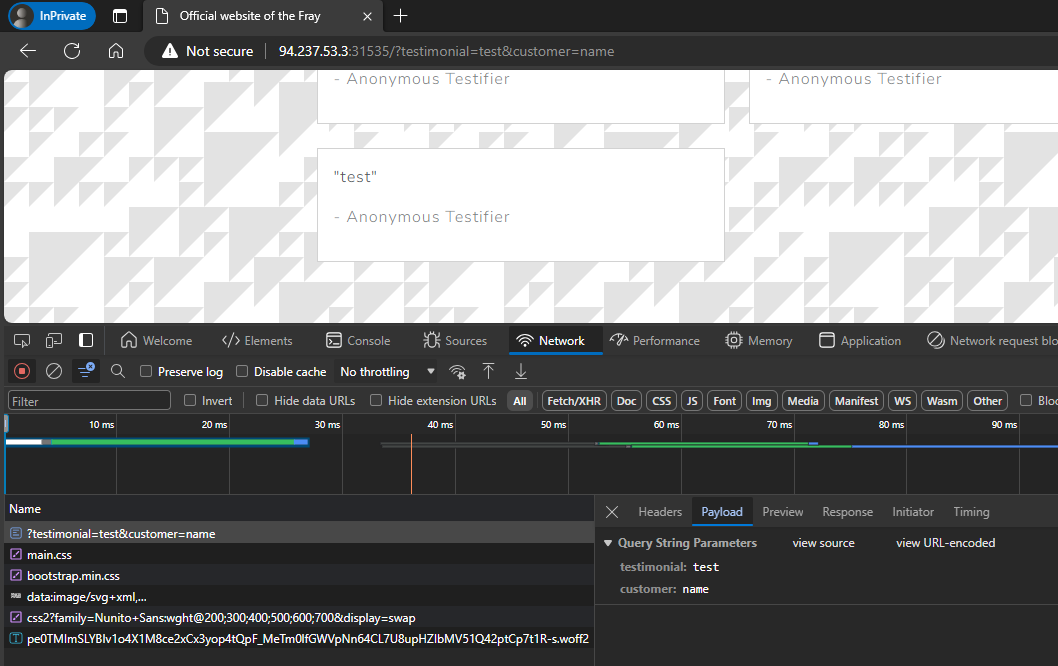 InPrivate
Official website of the Fray
Not secure
94.237.53.3:31535/?testimonial=test&customer=name
- Anonymous Testifier
- Anonymous Testifier
"test"
- Anonymous Testifier
Welcome Elements Console Sources Network Performance Memory Application Network request blo
Preserve log Disable cache No throttling
Filter Invert Hide data URLs Hide extension URLs All Fetch/XHR Doc CSS JS Font Img Media Manifest WS Wasm Other Bloc
10 ms 20 ms 30 ms 40 ms 50 ms 60 ms 70 ms 80 ms 90 ms
Name
?testimonial=test&customer=name
main.css
bootstrap.min.css
data:image/svg+xml,...
css2?family=Nunito+Sans:wght@200;300;400;500;600;700&display=swap
Headers Payload Preview Response Initiator Timing
Query String Parameters view source view URL-encoded
testimonial: test
customer: name